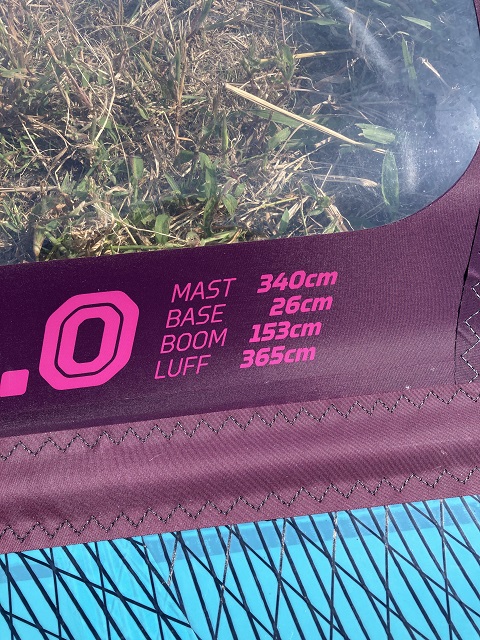 .0
MAST 340cm
BASE 26cm
BOOM 153cm
LUFF 365cm